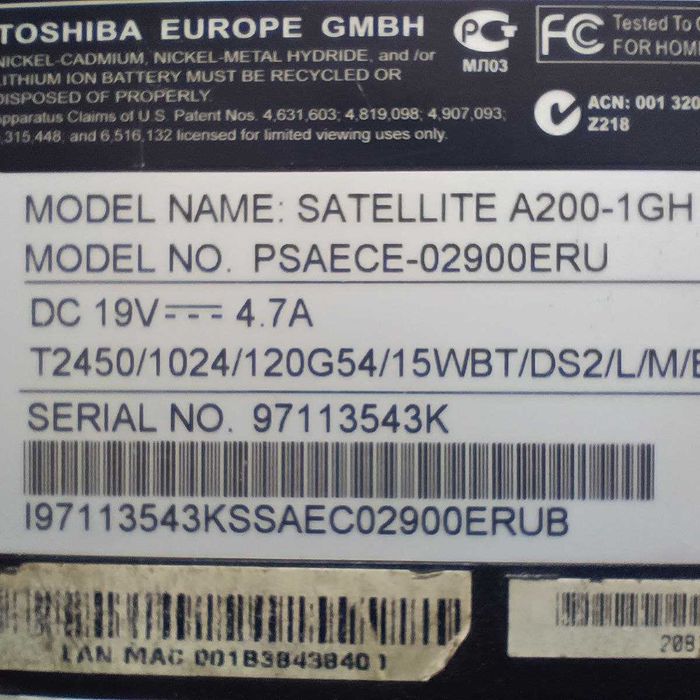 TOSHIBA EUROPE GMBH
NICKEL-CADMIUM, NICKEL-METAL HYDRIDE, and /or
LITHIUM ION BATTERY MUST BE RECYCLED OR
DISPOSED OF PROPERLY.
Apparatus Claims of U.S. Patent Nos. 4,631,603; 4,819,098; 4,907,093;
,315,448, and 6,516,132 licensed for limited viewing uses only.
РСТ
МЛ03
FC
Tested To
FOR HOM
ACN: 001 320
Z218
MODEL NAME: SATELLITE A200-1GH
MODEL NO. PSAECE-02900ERU
DC 19V 4.7A
T2450/1024/120G54/15WBT/DS2/L/M/E
SERIAL NO. 97113543K
I97113543KSSAEC02900ERUB
LAN MAC 001B38438401
208